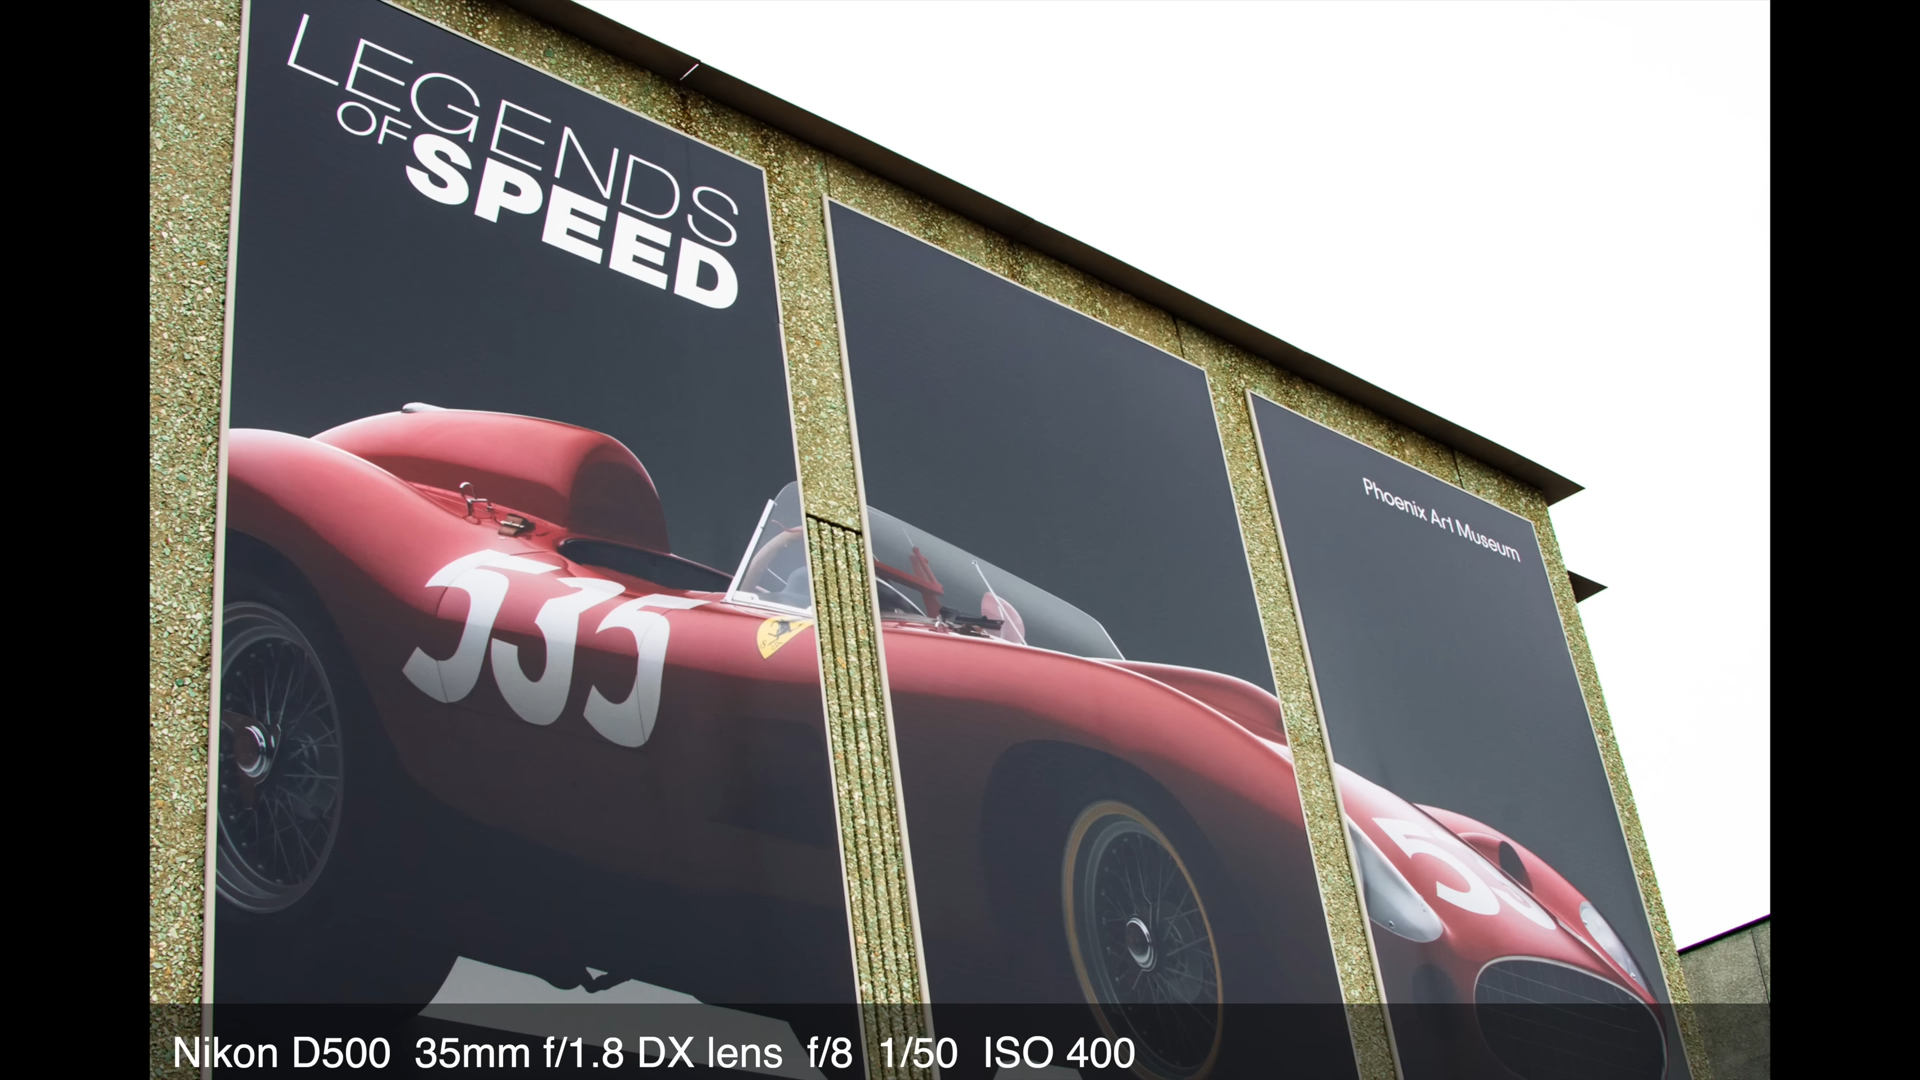 LEGENDS
OF SPEED
535
Phoenix Art Museum
Nikon D500 35mm f/1.8 DX lens f/8 1/50 ISO 400